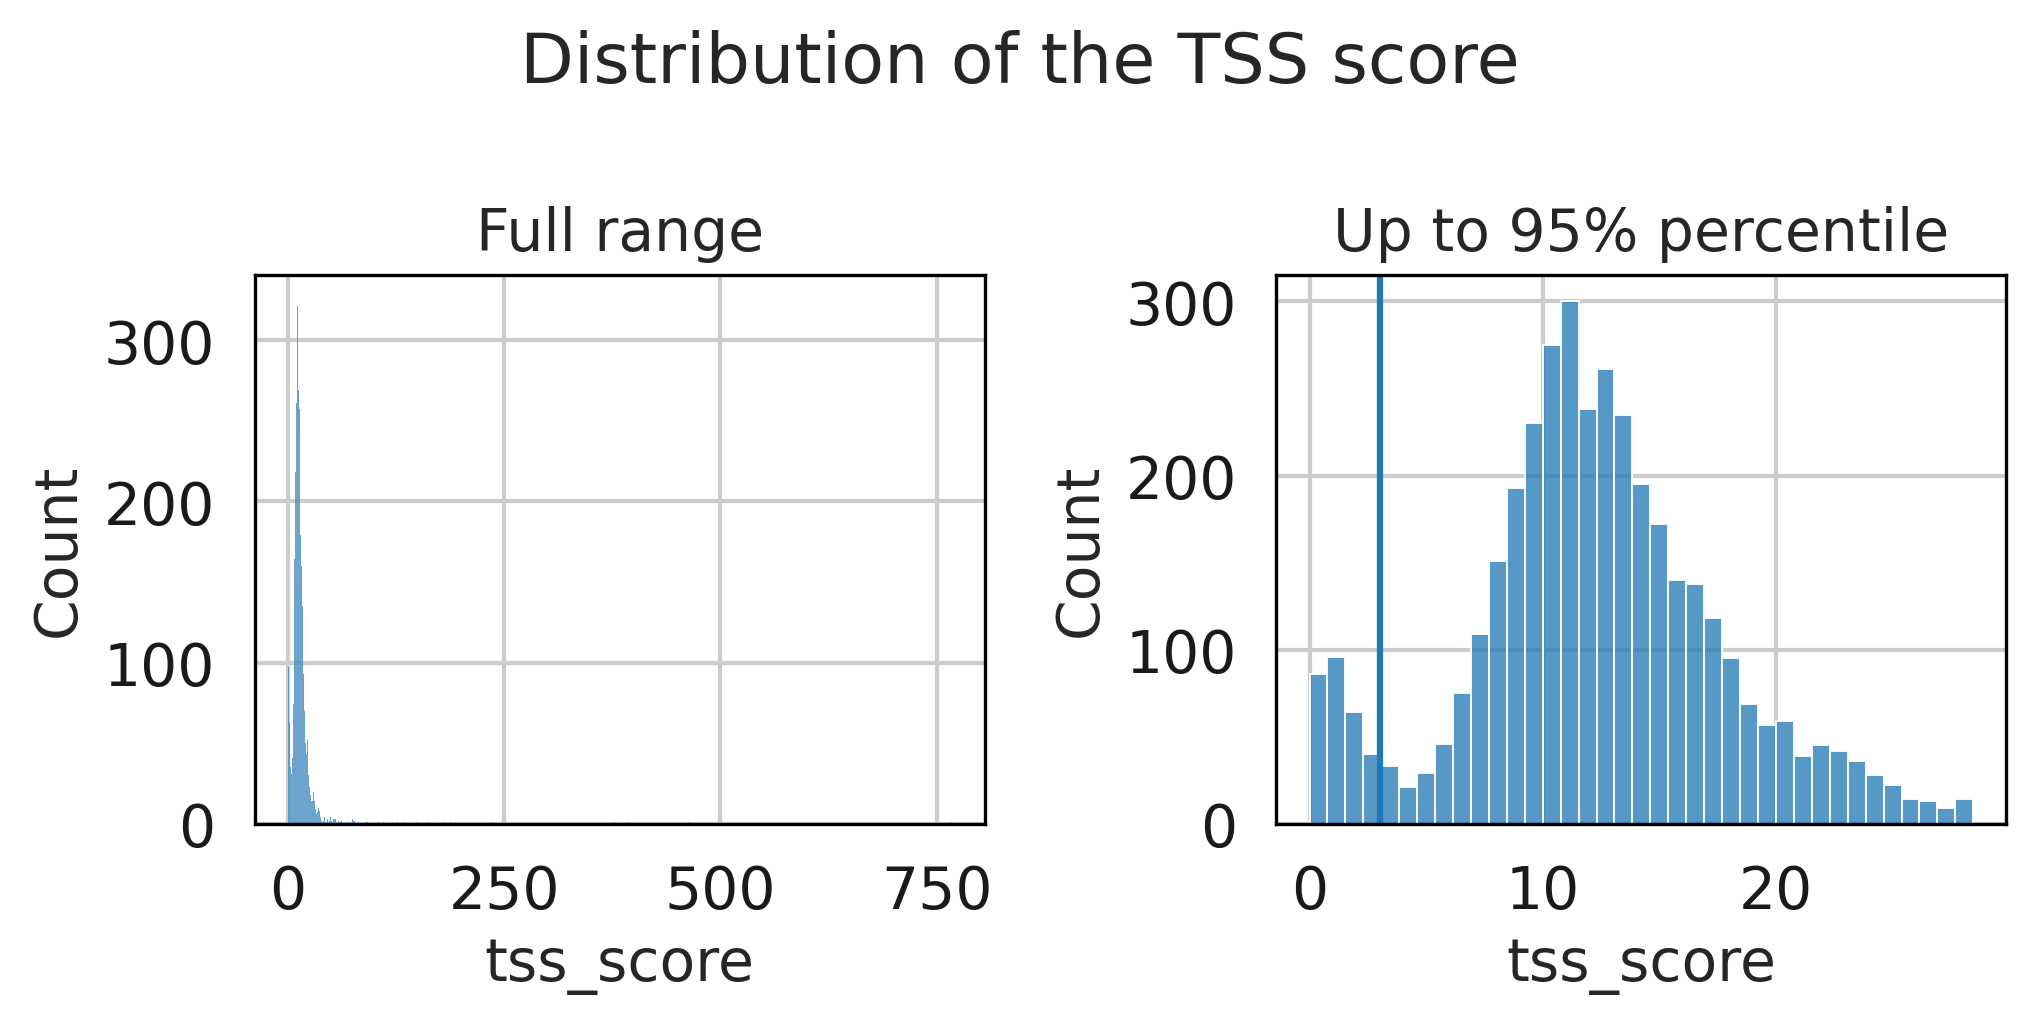 Distribution of the TSS score
Full range
Count
300
200
100
0
0 250 500 750
tss_score
Up to 95% percentile
Count
300
200
100
0
0 10 20
tss_score